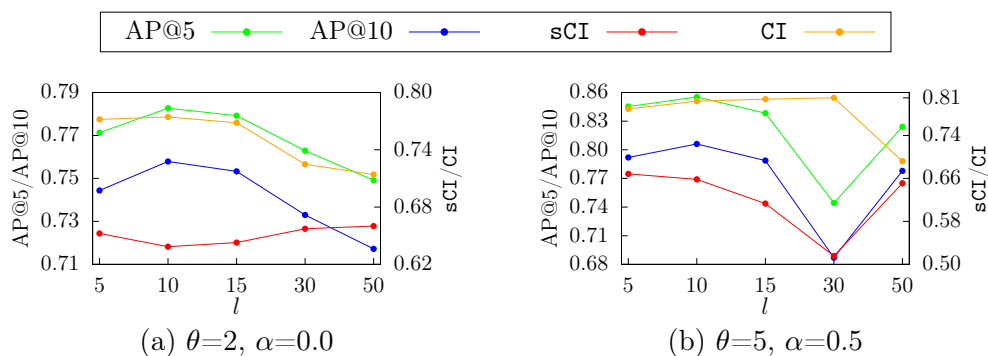 AP@5 AP@10 sCI CI
AP@5/AP@10
0.79
0.77
0.75
0.73
0.71
0.80
0.74
0.68
0.62
sCI/CI
5 10 15 30 50
l
(a) θ=2, α=0.0
AP@5/AP@10
0.86
0.83
0.80
0.77
0.74
0.71
0.68
0.81
0.74
0.66
0.58
0.50
sCI/CI
5 10 15 30 50
l
(b) θ=5, α=0.5